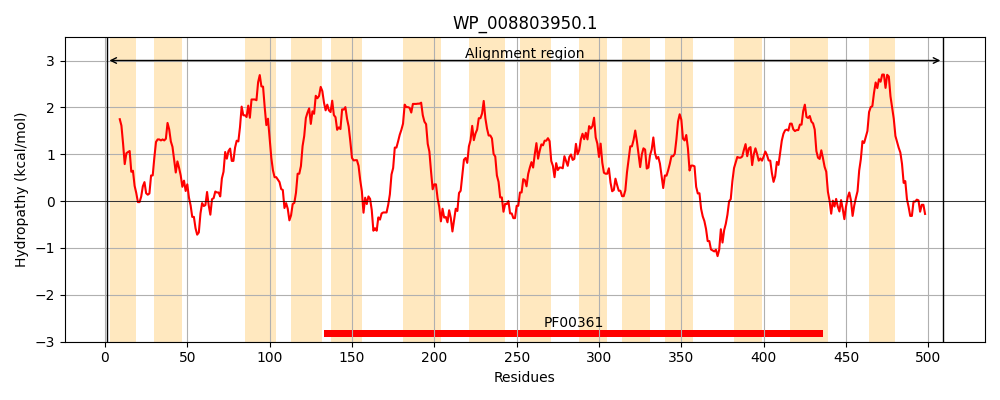 WP_008803950.1
Alignment region
3
2
1
0
−1
−2
−3
Hydropathy (kcal/mol)
PF00361
0 50 100 150 200 250 300 350 400 450 500
Residues